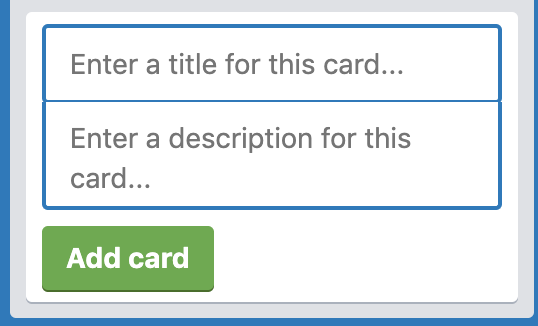 Enter a title for this card...
Enter a description for this
card...
Add card